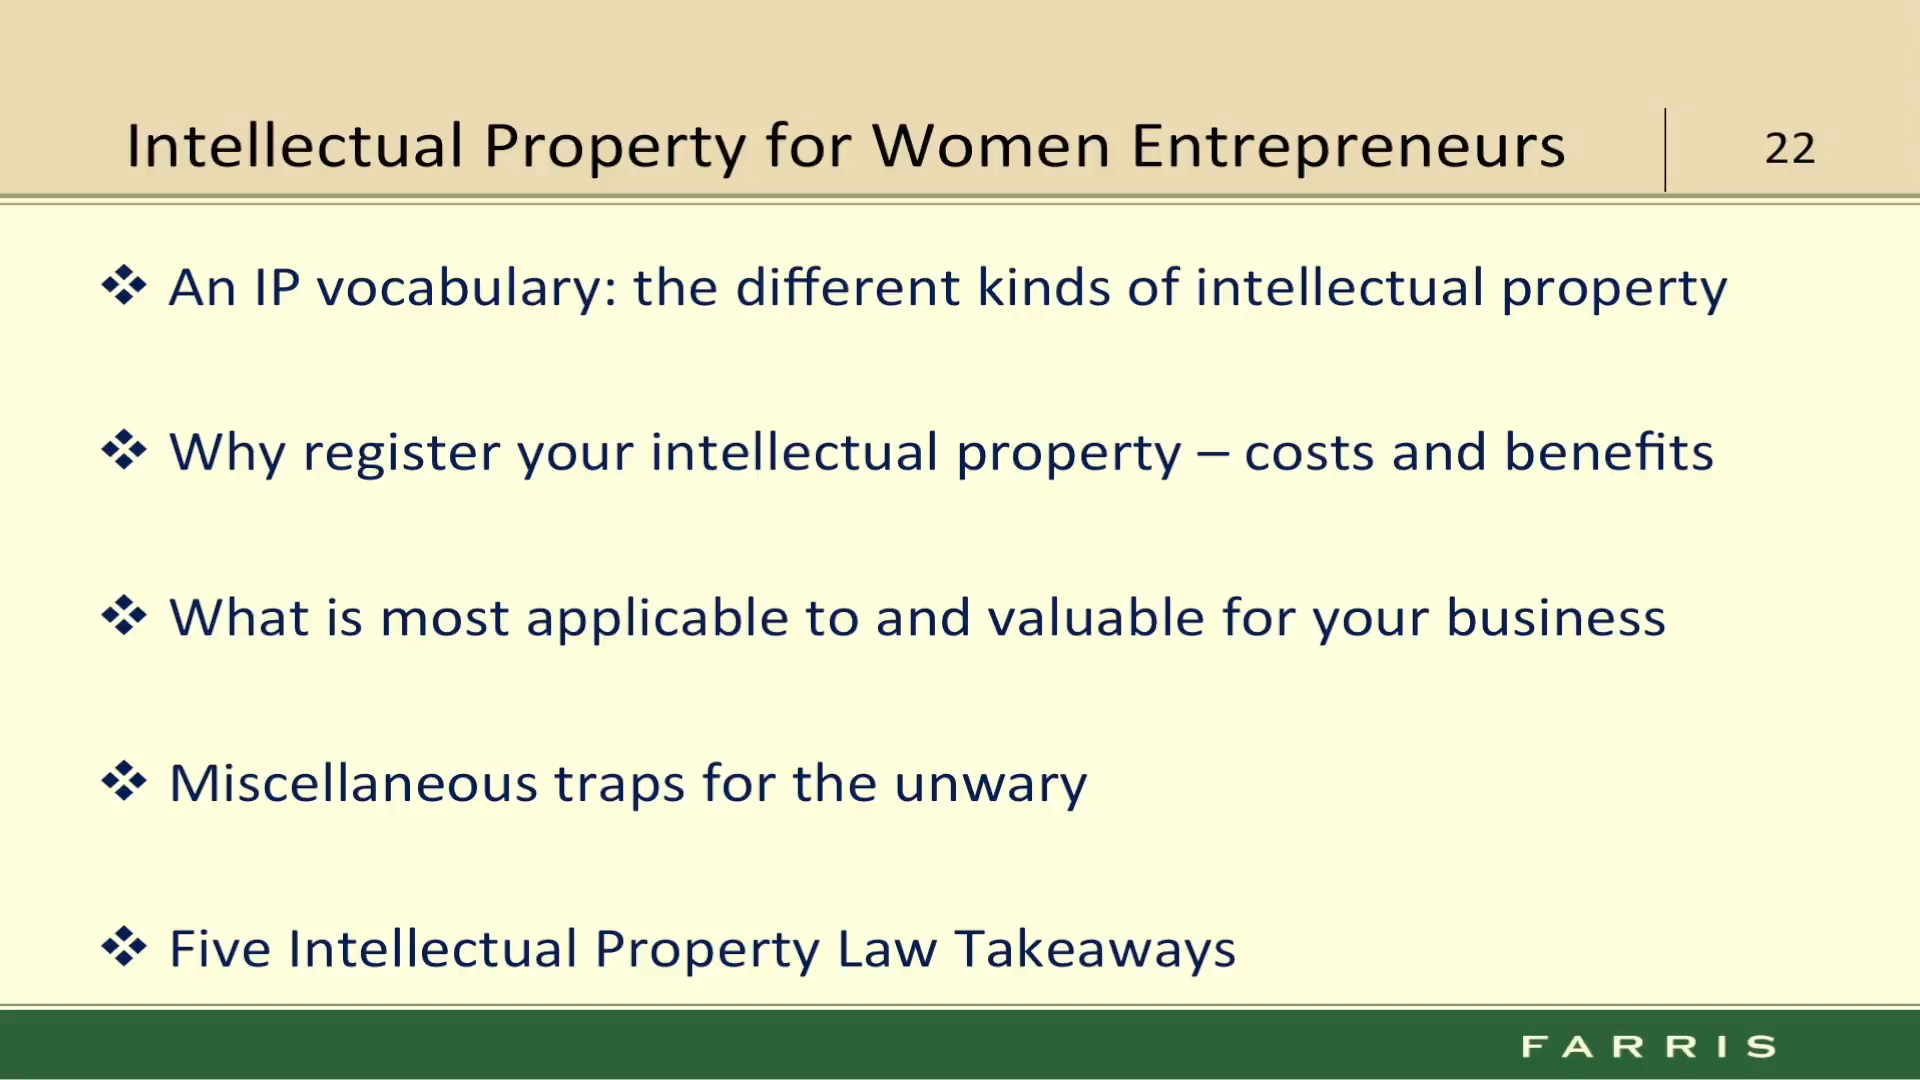 Intellectual Property for Women Entrepreneurs
22
❖ An IP vocabulary: the different kinds of intellectual property
❖ Why register your intellectual property – costs and benefits
❖ What is most applicable to and valuable for your business
❖ Miscellaneous traps for the unwary
❖ Five Intellectual Property Law Takeaways
FARRIS